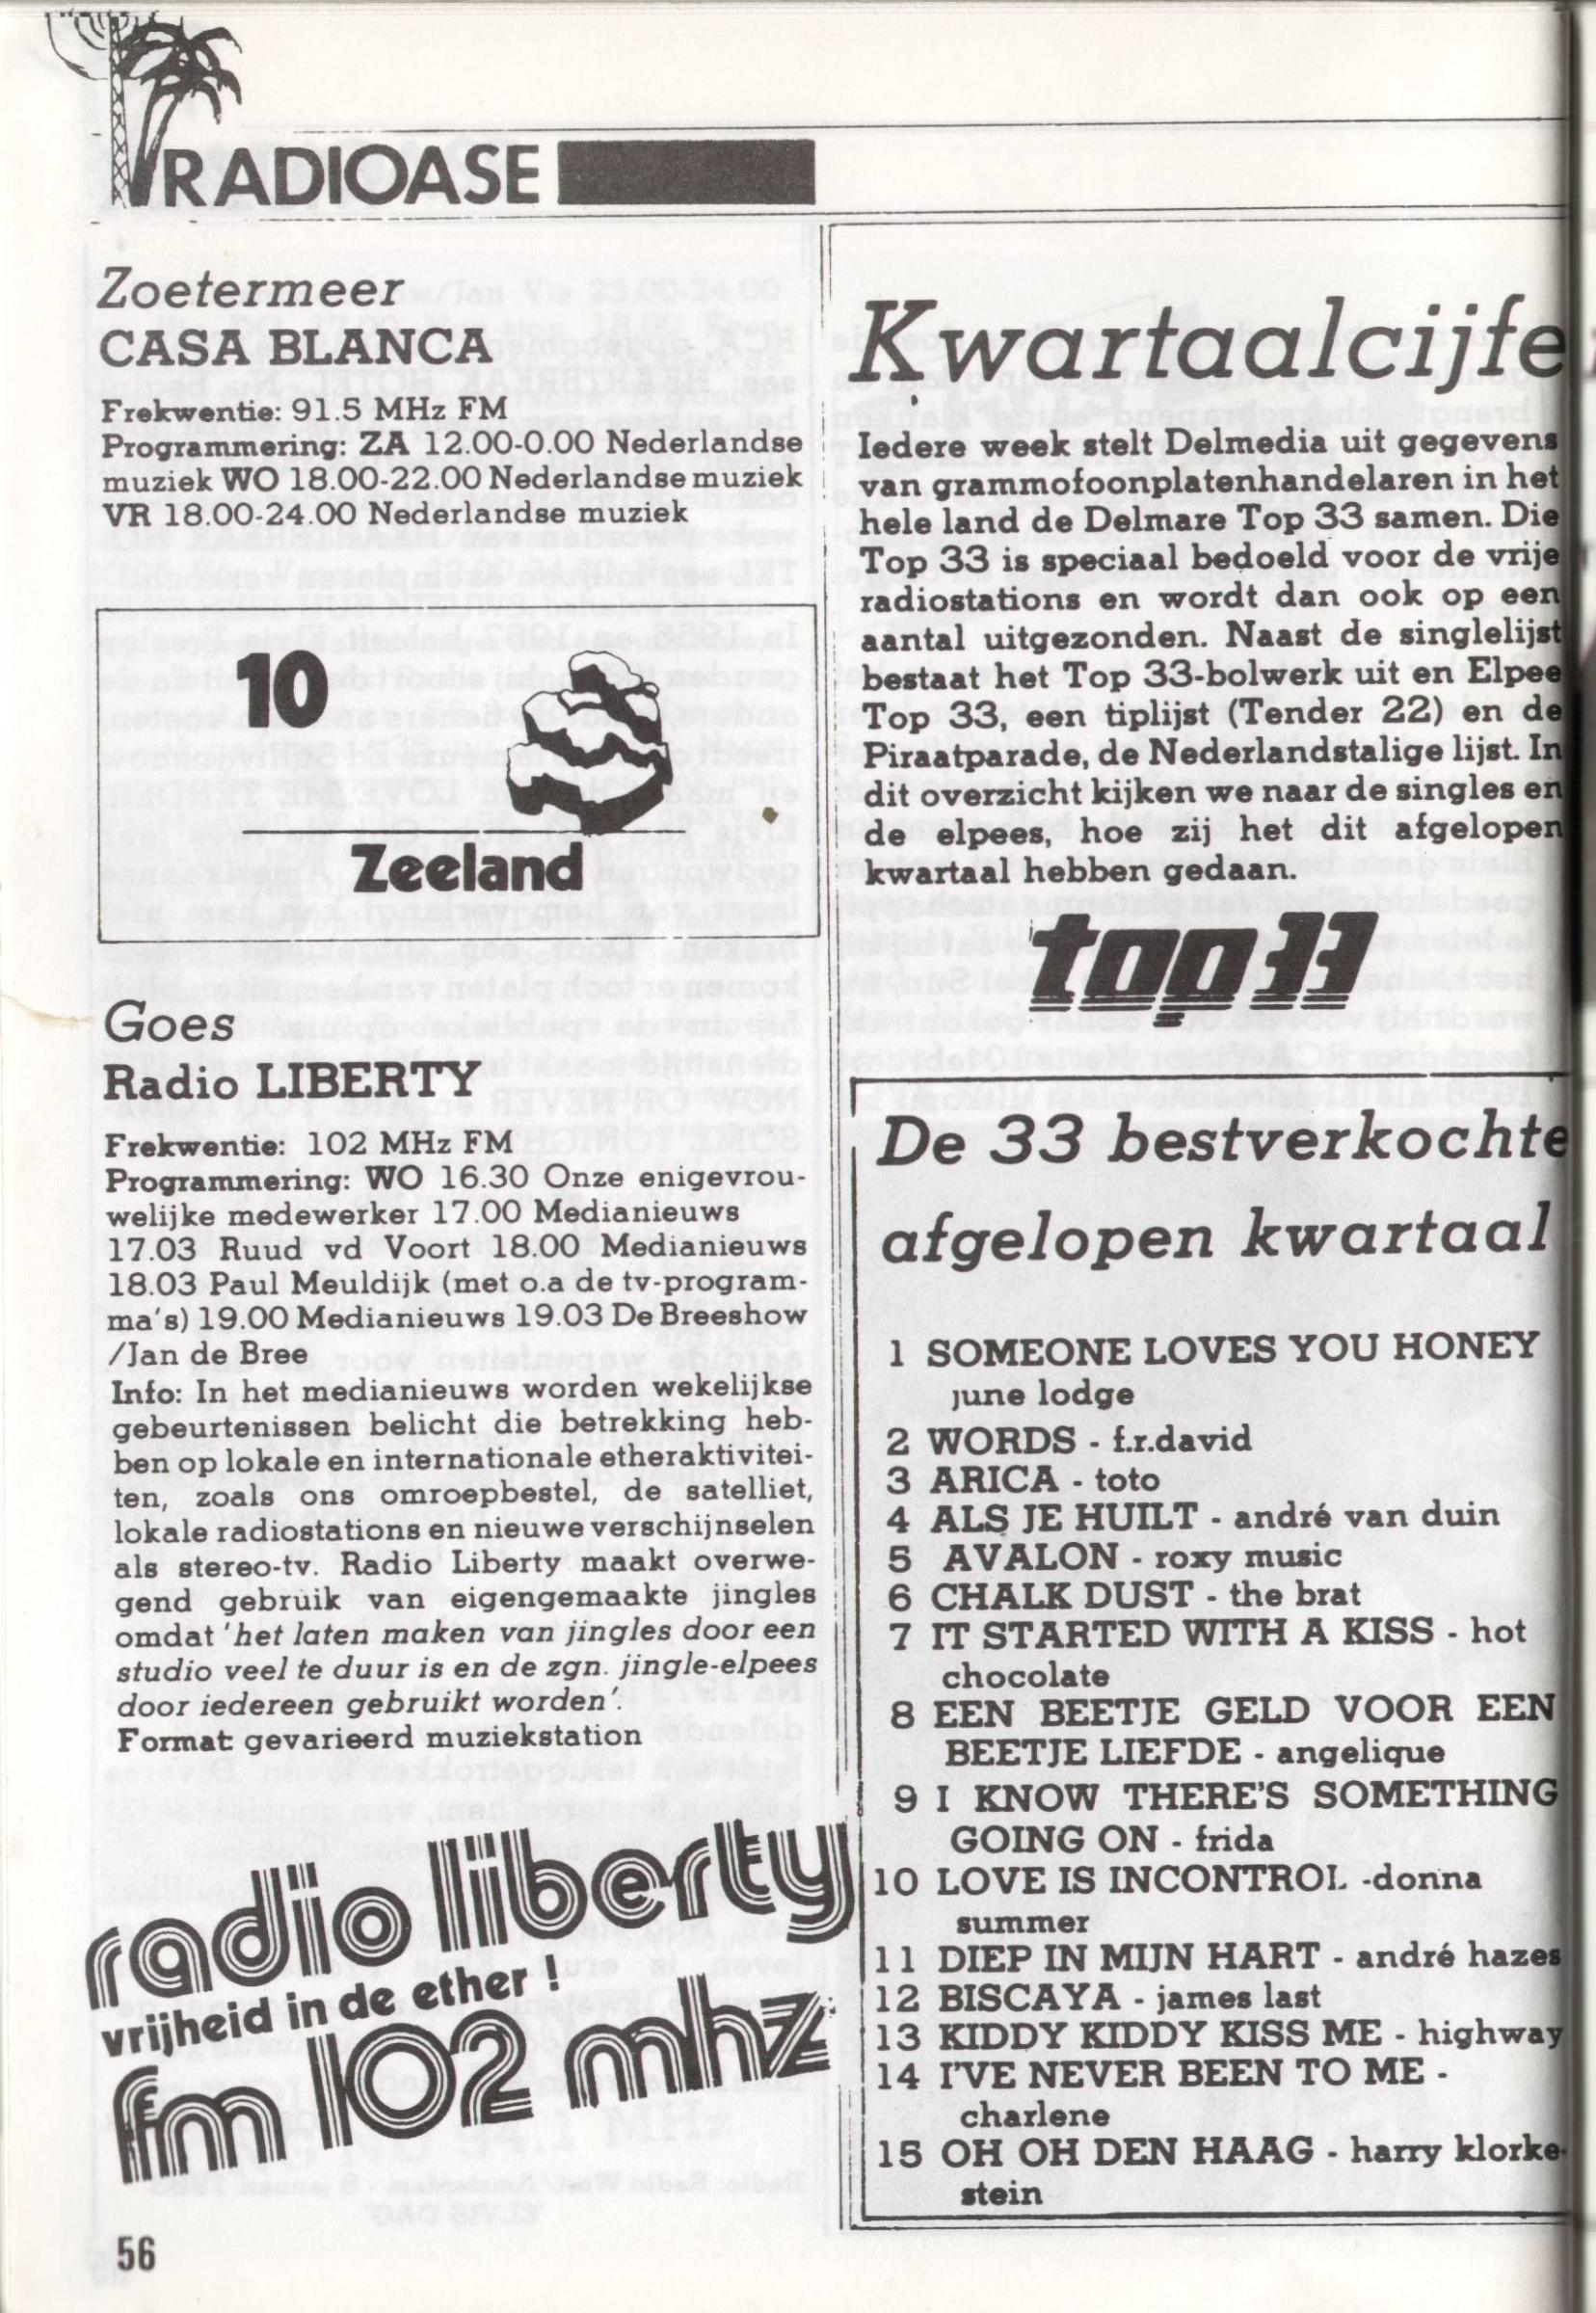 RADIOASE
Zoetermeer
CASA BLANCA
Frekwentie: 91.5 MHz FM
Programmering: ZA 12.00-0.00 Nederlandse
muziek WO 18.00-22.00 Nederlandse muziek
VR 18.00-24.00 Nederlandse muziek
10
Zeeland
Goes
Radio LIBERTY
Frekwentie: 102 MHz FM
Programmering: WO 16.30 Onze enigevrou-
welijke medewerker 17.00 Medianieuws
17.03 Ruud vd Voort 18.00 Medianieuws
18.03 Paul Meuldijk (met o.a de tv-program-
ma's) 19.00 Medianieuws 19.03 De Breeshow
/Jan de Bree
Info: In het medianieuws worden wekelijkse
gebeurtenissen belicht die betrekking heb-
ben op lokale en internationale etheraktivitei-
ten, zoals ons omroepbestel, de satelliet,
lokale radiostations en nieuwe verschijnselen
als stereo-tv. Radio Liberty maakt overwe-
gend gebruik van eigengemaakte jingles
omdat 'het laten maken van jingles door een
studio veel te duur is en de zgn. jingle-elpees
door iedereen gebruikt worden'.
Format: gevarieerd muziekstation
radio liberty
vrijheid in de ether !
fm 102 mhz
56
Kwartaalcijfe
Iedere week stelt Delmedia uit gegevens
van grammofoonplatenhandelaren in het
hele land de Delmare Top 33 samen. Die
Top 33 is speciaal bedoeld voor de vrije
radiostations en wordt dan ook op een
aantal uitgezonden. Naast de singlelijst
bestaat het Top 33-bolwerk uit en Elpee
Top 33, een tiplijst (Tender 22) en de
Piraatparade, de Nederlandstalige lijst. In
dit overzicht kijken we naar de singles en
de elpees, hoe zij het dit afgelopen
kwartaal hebben gedaan.
top 33
De 33 bestverkochte
afgelopen kwartaal
1 SOMEONE LOVES YOU HONEY
june lodge
2 WORDS - f.r.david
3 ARICA - toto
4 ALS JE HUILT - andré van duin
5 AVALON - roxy music
6 CHALK DUST - the brat
7 IT STARTED WITH A KISS - hot
chocolate
8 EEN BEETJE GELD VOOR EEN
BEETJE LIEFDE - angelique
9 I KNOW THERE'S SOMETHING
GOING ON - frida
10 LOVE IS INCONTROL -donna
summer
11 DIEP IN MIJN HART - andré hazes
12 BISCAYA - james last
13 KIDDY KIDDY KISS ME - highway
14 I'VE NEVER BEEN TO ME -
charlene
15 OH OH DEN HAAG - harry klorke-
stein